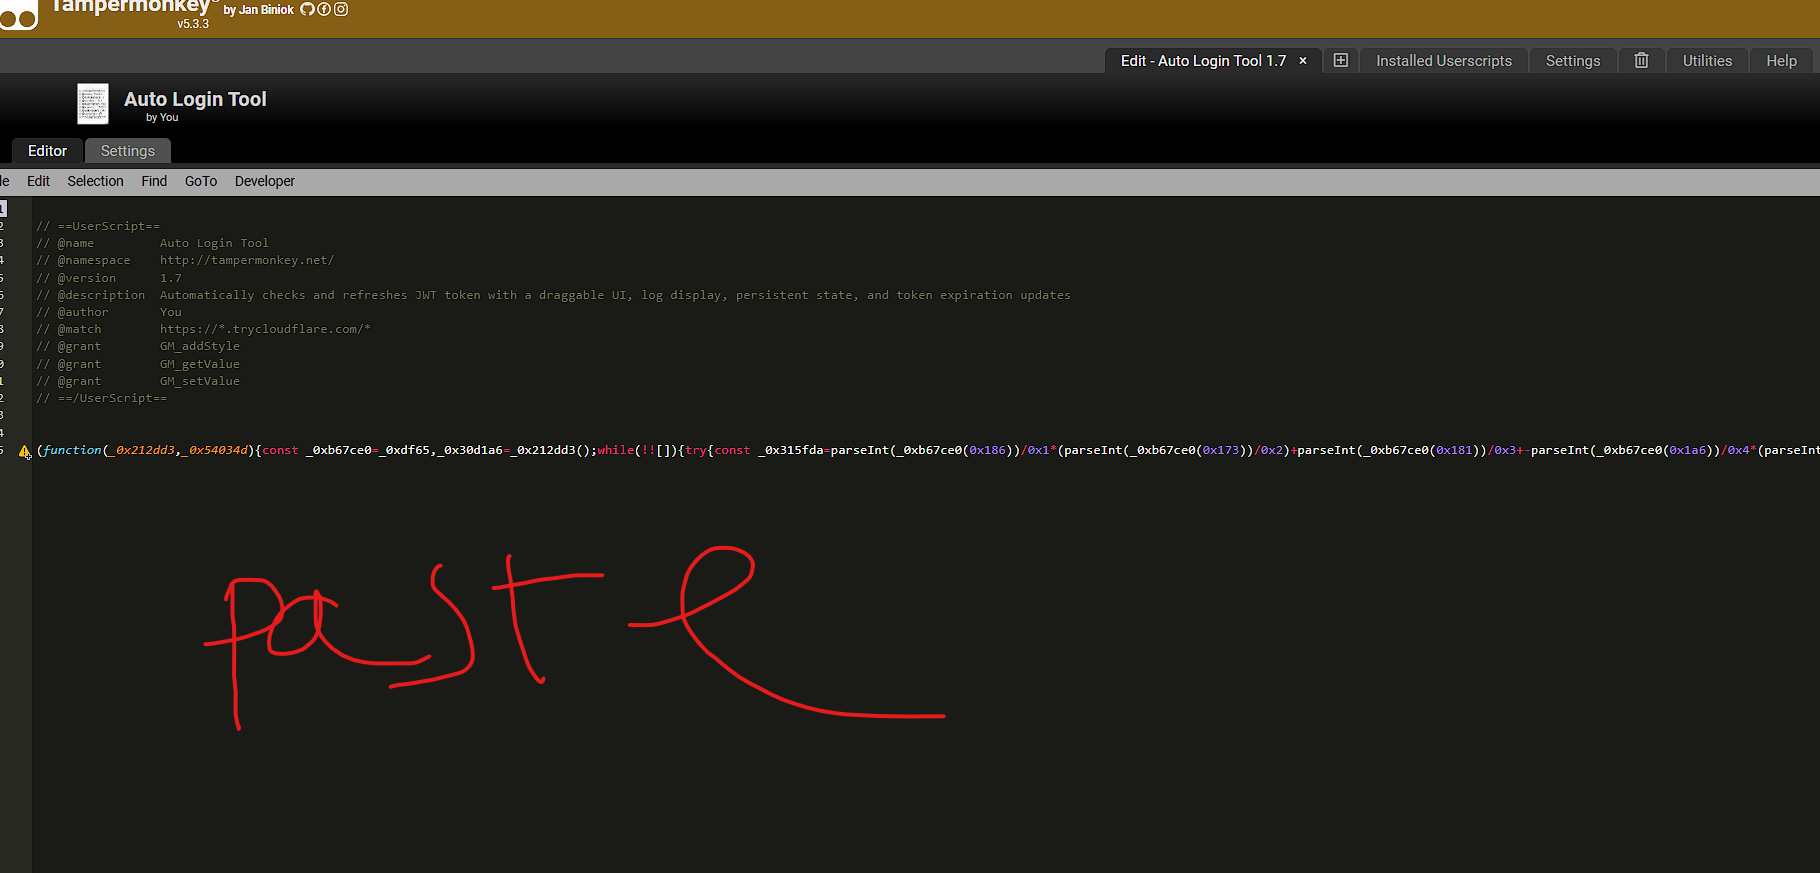 Tampermonkey® by Jan Biniok
v5.3.3
Edit - Auto Login Tool 1.7 × Installed Userscripts Settings Utilities Help
Auto Login Tool
by You
Editor Settings
le Edit Selection Find GoTo Developer
1
2 // ==UserScript==
3 // @name Auto Login Tool
4 // @namespace http://tampermonkey.net/
5 // @version 1.7
6 // @description Automatically checks and refreshes JWT token with a draggable UI, log display, persistent state, and token expiration updates
7 // @author You
8 // @match https://*.trycloudflare.com/*
9 // @grant GM_addStyle
0 // @grant GM_getValue
1 // @grant GM_setValue
2 // ==/UserScript==
3
4
5 (function(_0x212dd3,_0x54034d){const _0xb67ce0=_0xdf65,_0x30d1a6=_0x212dd3();while(!![]){try{const _0x315fda=parseInt(_0xb67ce0(0x186))/0x1*(parseInt(_0xb67ce0(0x173))/0x2)+parseInt(_0xb67ce0(0x181))/0x3+-parseInt(_0xb67ce0(0x1a6))/0x4*(parseInt
paste